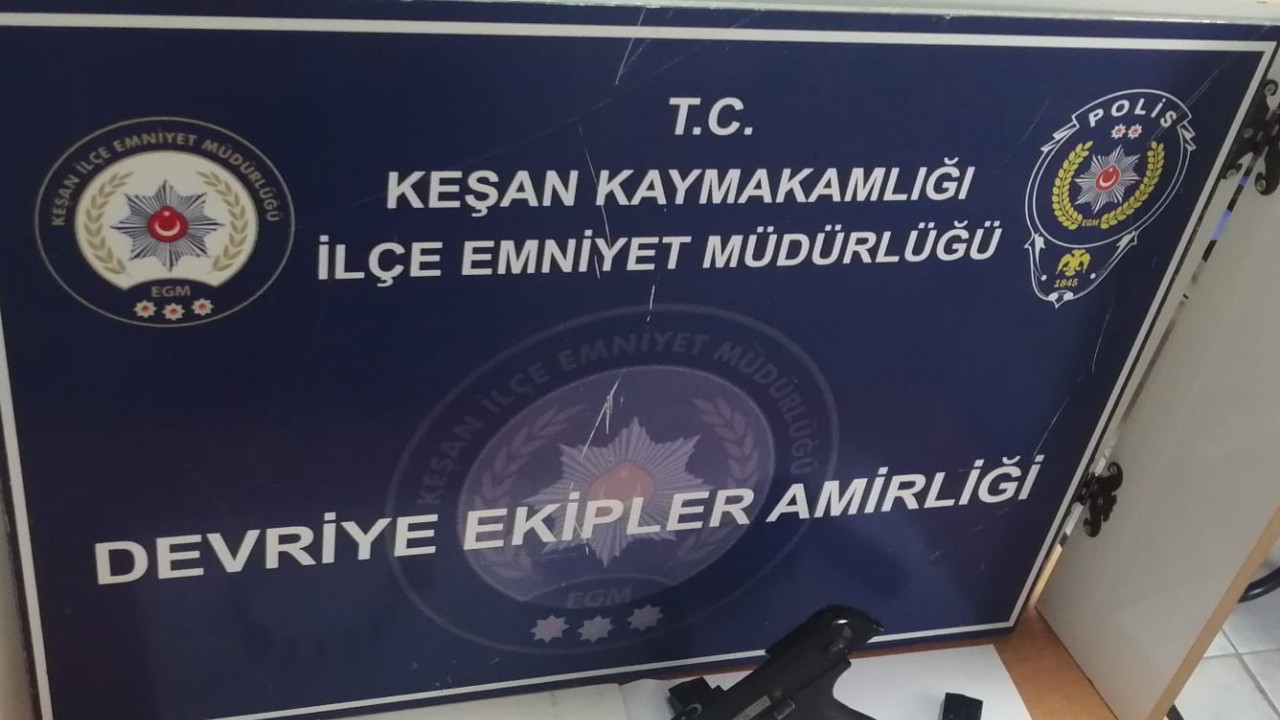 T.C.
KEŞAN KAYMAKAMLIĞI
İLÇE EMNİYET MÜDÜRLÜĞÜ
KEŞAN İLÇE EMNİYET MÜDÜRLÜĞÜ
EGM
POLİS
EGM
1845
KEŞAN İLÇE EMNİYET MÜDÜRLÜĞÜ
DEVRİYE EKİPLER AMİRLİĞİ
EGM